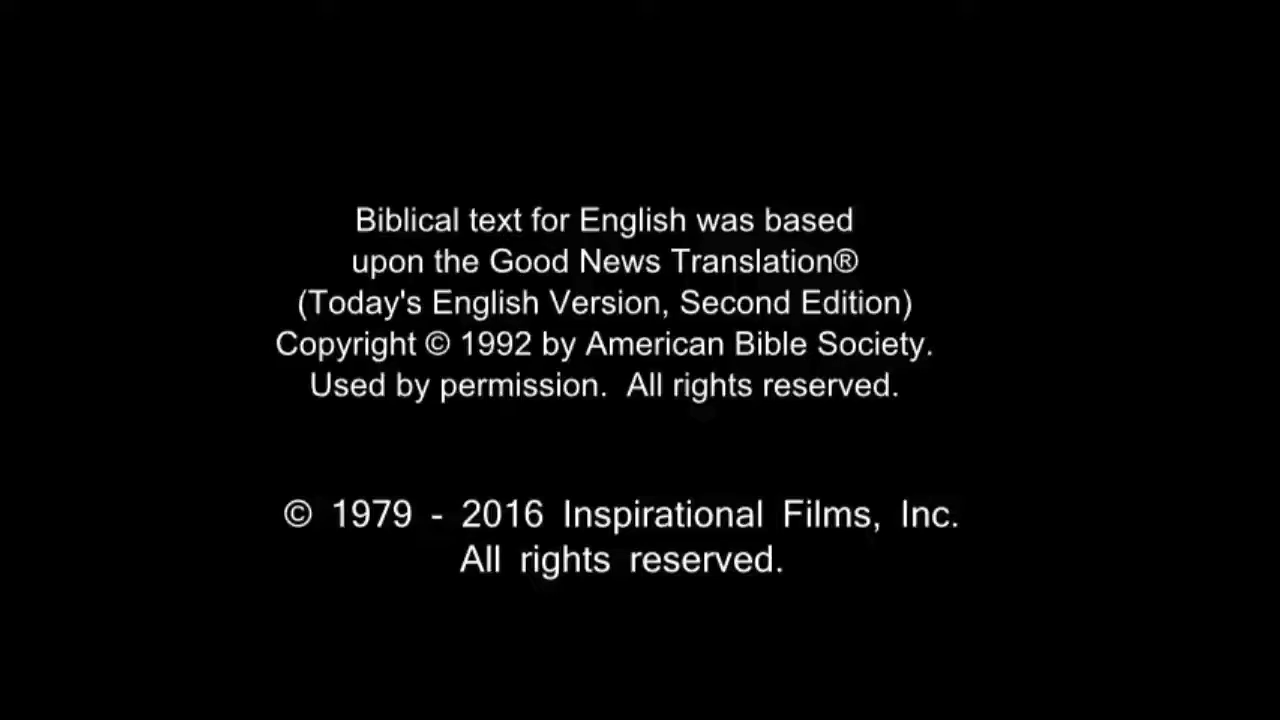 Biblical text for English was based
upon the Good News Translation®
(Today's English Version, Second Edition)
Copyright © 1992 by American Bible Society.
Used by permission.  All rights reserved.
© 1979 - 2016 Inspirational Films, Inc.
All rights reserved.